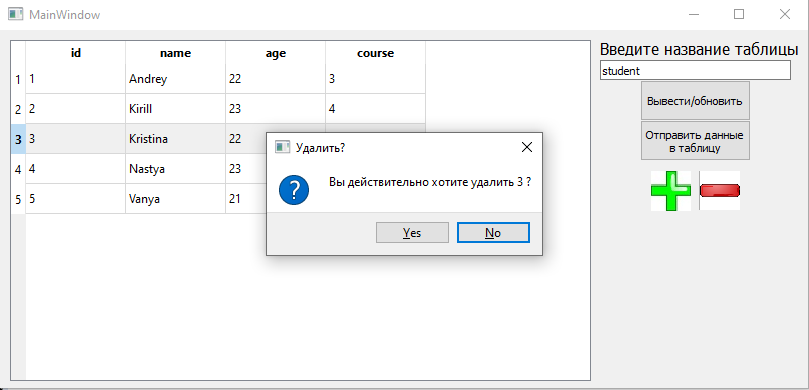 MainWindow
id name age course
1 1 Andrey 22 3
2 2 Kirill 23 4
3 3 Kristina 22
4 4 Nastya 23
5 5 Vanya 21
Введите название таблицы
student
Вывести/обновить
Отправить данные
в таблицу
Удалить?
Вы действительно хотите удалить 3 ?
Yes No